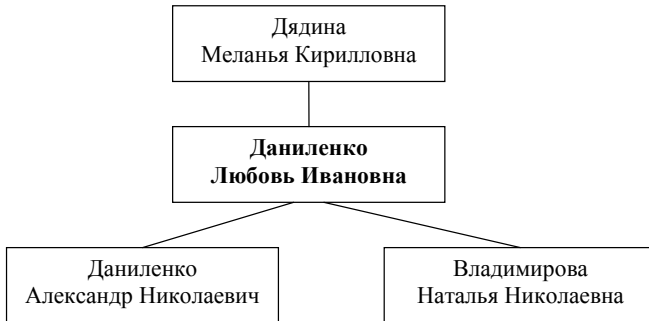 Дядина
Меланья Кирилловна
Даниленко
Любовь Ивановна
Даниленко
Александр Николаевич
Владимирова
Наталья Николаевна